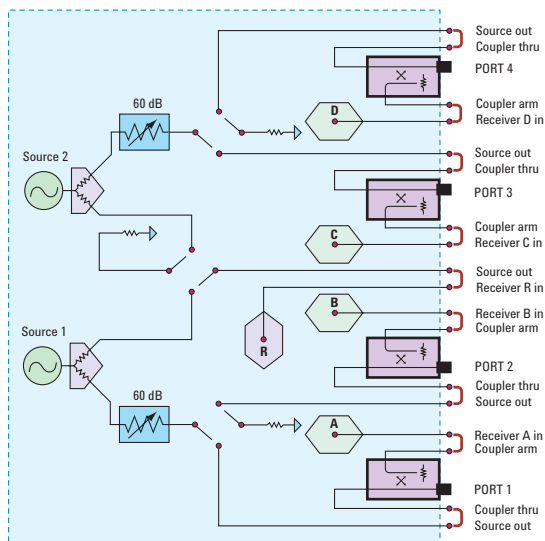 Source out
Coupler thru
PORT 4
60 dB
D
Coupler arm
Receiver D in
Source 2
Source out
Coupler thru
PORT 3
C
Coupler arm
Receiver C in
Source out
Receiver R in
B
Receiver B in
Coupler arm
Source 1
R
PORT 2
60 dB
Coupler thru
Source out
A
Receiver A in
Coupler arm
PORT 1
Coupler thru
Source out